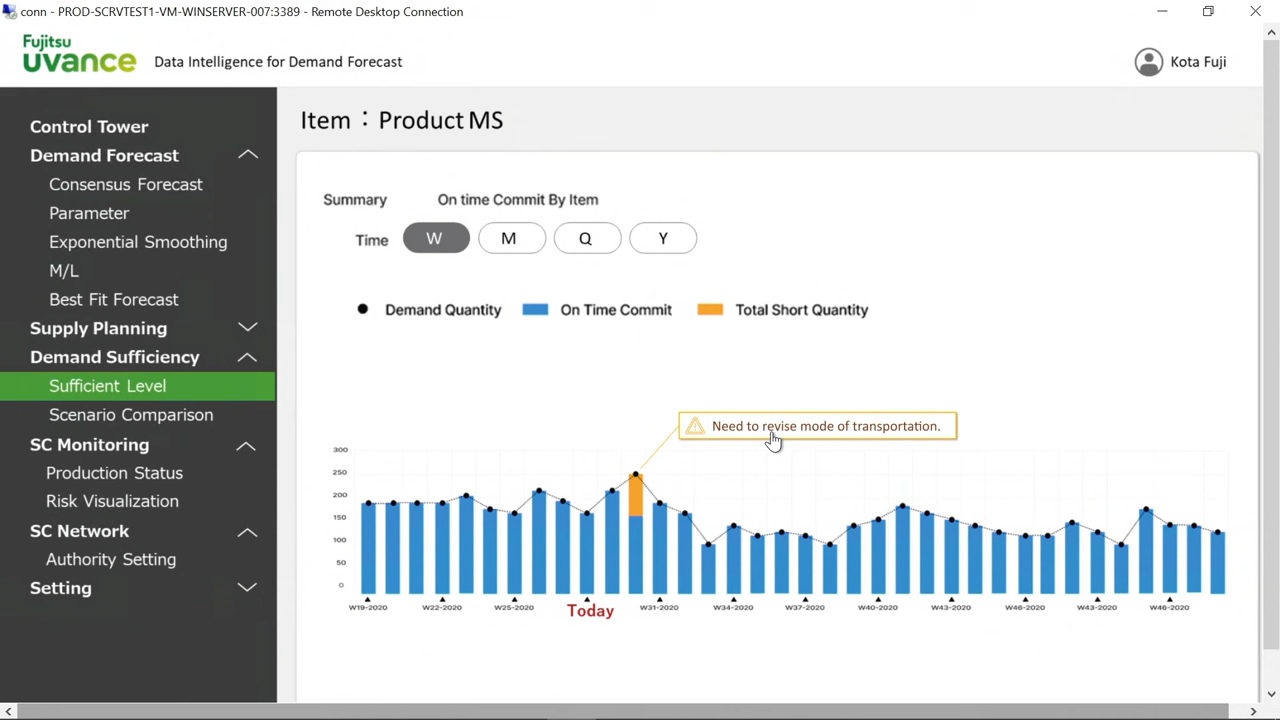 conn - PROD-SCRVTEST1-VM-WINSERVER-007:3389 - Remote Desktop Connection
Fujitsu
uvance
Data Intelligence for Demand Forecast
Kota Fuji
Control Tower
Demand Forecast
Consensus Forecast
Parameter
Exponential Smoothing
M/L
Best Fit Forecast
Supply Planning
Demand Sufficiency
Sufficient Level
Scenario Comparison
SC Monitoring
Production Status
Risk Visualization
SC Network
Authority Setting
Setting
Item：Product MS
Summary On time Commit By Item
Time W M Q Y
Demand Quantity On Time Commit Total Short Quantity
Need to revise mode of transportation.
300
250
200
150
100
50
0
W19-2020 W22-2020 W25-2020 Today W31-2020 W34-2020 W37-2020 W40-2020 W43-2020 W46-2020 W43-2020 W46-2020